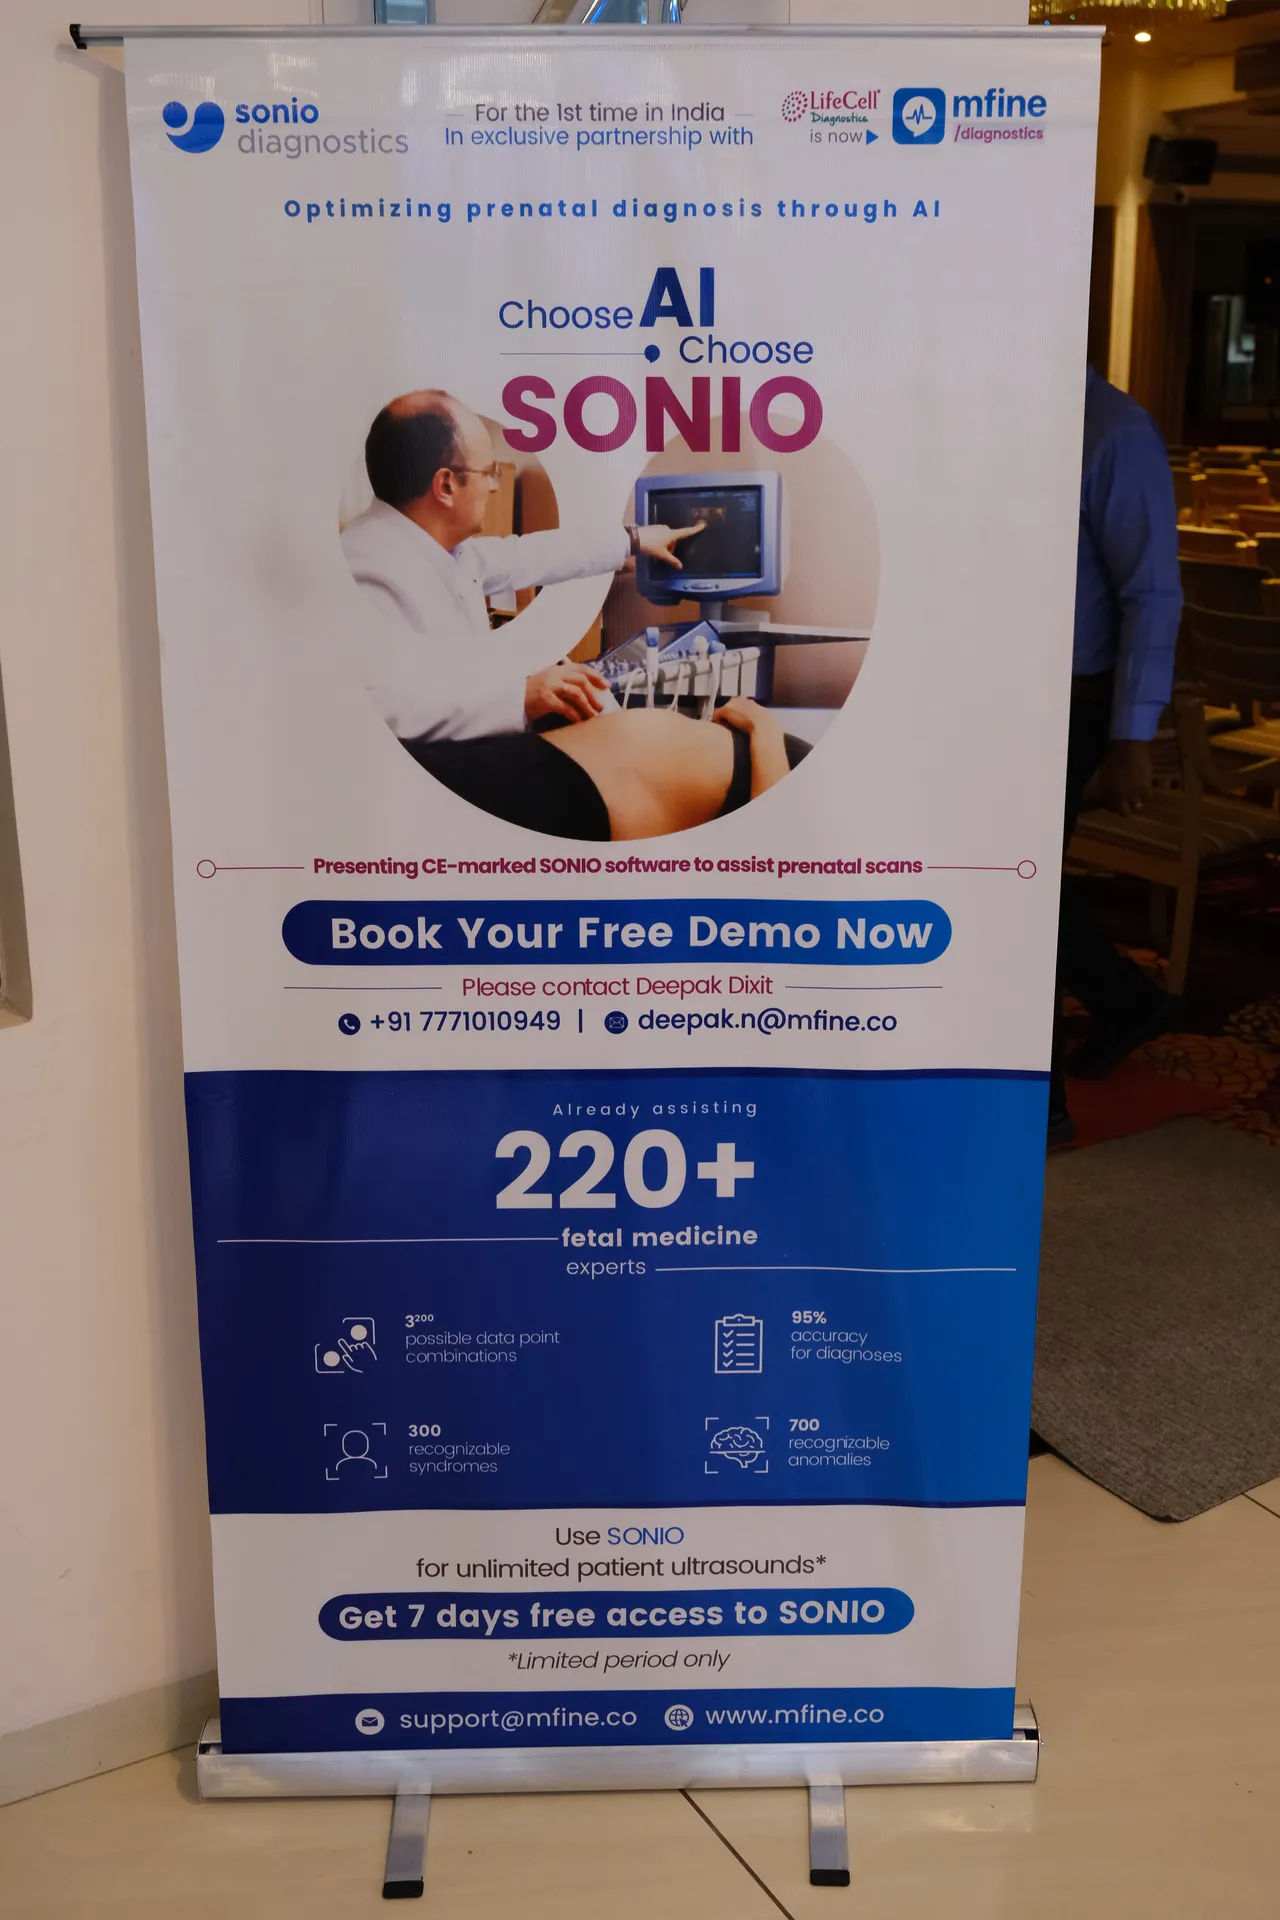 sonio
diagnostics
For the 1st time in India
In exclusive partnership with
LifeCell
Diagnostics
is now
mfine
/diagnostics
Optimizing prenatal diagnosis through AI
Choose AI
Choose
SONIO
Presenting CE-marked SONIO software to assist prenatal scans
Book Your Free Demo Now
Please contact Deepak Dixit
+91 7771010949 | deepak.n@mfine.co
Already assisting
220+
fetal medicine
experts
3²⁰⁰
possible data point
combinations
95%
accuracy
for diagnoses
300
recognizable
syndromes
700
recognizable
anomalies
Use SONIO
for unlimited patient ultrasounds*
Get 7 days free access to SONIO
*Limited period only
support@mfine.co www.mfine.co